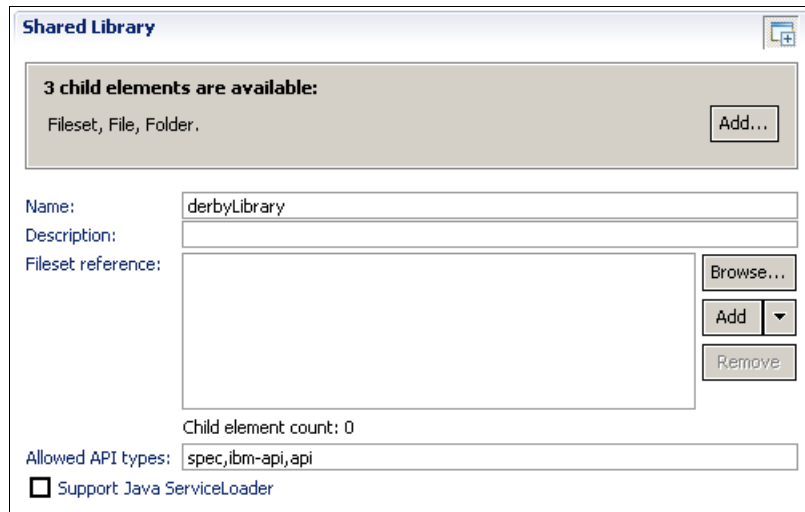 Shared Library
3 child elements are available:
Fileset, File, Folder.
Add...
Name: derbyLibrary
Description:
Fileset reference:
Browse...
Add
Remove
Child element count: 0
Allowed API types: spec,ibm-api,api
Support Java ServiceLoader